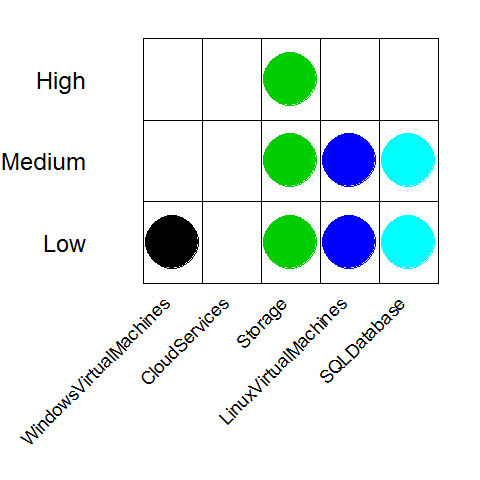 High
Medium
Low
WindowsVirtualMachines
CloudServices
Storage
LinuxVirtualMachines
SQLDatabase